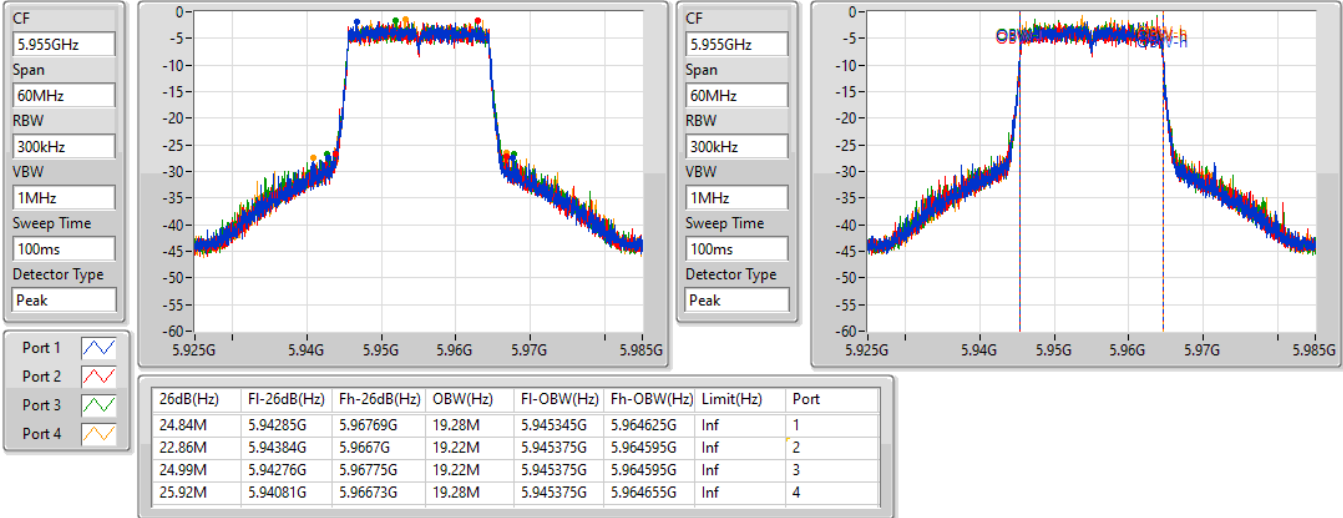 CF
5.955GHz
Span
60MHz
RBW
300kHz
VBW
1MHz
Sweep Time
100ms
Detector Type
Peak
0
-5
-10
-15
-20
-25
-30
-35
-40
-45
-50
-55
-60
5.925G 5.94G 5.95G 5.96G 5.97G 5.985G
CF
5.955GHz
Span
60MHz
RBW
300kHz
VBW
1MHz
Sweep Time
100ms
Detector Type
Peak
0
-5
-10
-15
-20
-25
-30
-35
-40
-45
-50
-55
-60
5.925G 5.94G 5.95G 5.96G 5.97G 5.985G
Port 1
Port 2
Port 3
Port 4
26dB(Hz) Fl-26dB(Hz) Fh-26dB(Hz) OBW(Hz) Fl-OBW(Hz) Fh-OBW(Hz) Limit(Hz) Port
24.84M 5.94285G 5.96769G 19.28M 5.945345G 5.964625G Inf 1
22.86M 5.94384G 5.9667G 19.22M 5.945375G 5.964595G Inf 2
24.99M 5.94276G 5.96775G 19.22M 5.945375G 5.964595G Inf 3
25.92M 5.94081G 5.96673G 19.28M 5.945375G 5.964655G Inf 4